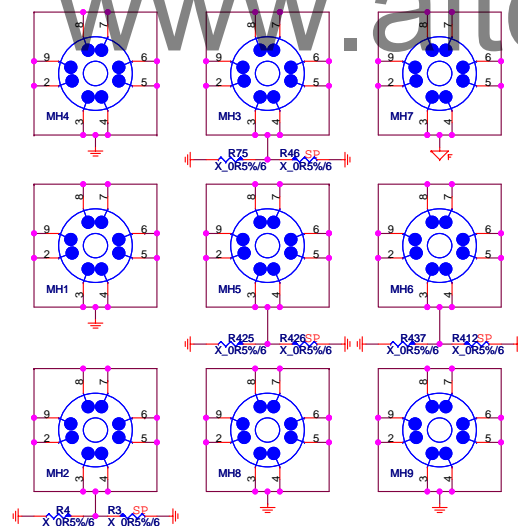 www.alte
8 7
9 6
2 5
MH4
3 4
8 7
9 6
2 5
MH3
3 4
R75 R46 SP
X_0R5%/6 X_0R5%/6
8 7
9 6
2 5
MH7
3 4
F
8 7
9 6
2 5
MH1
3 4
8 7
9 6
2 5
MH5
3 4
R425 R426 SP
X_0R5%/6 X_0R5%/6
8 7
9 6
2 5
MH6
3 4
R437 R412 SP
X_0R5%/6 X_0R5%/6
8 7
9 6
2 5
MH2
3 4
R4 R3 SP
X_0R5%/6 X_0R5%/6
8 7
9 6
2 5
MH8
3 4
8 7
9 6
2 5
MH9
3 4